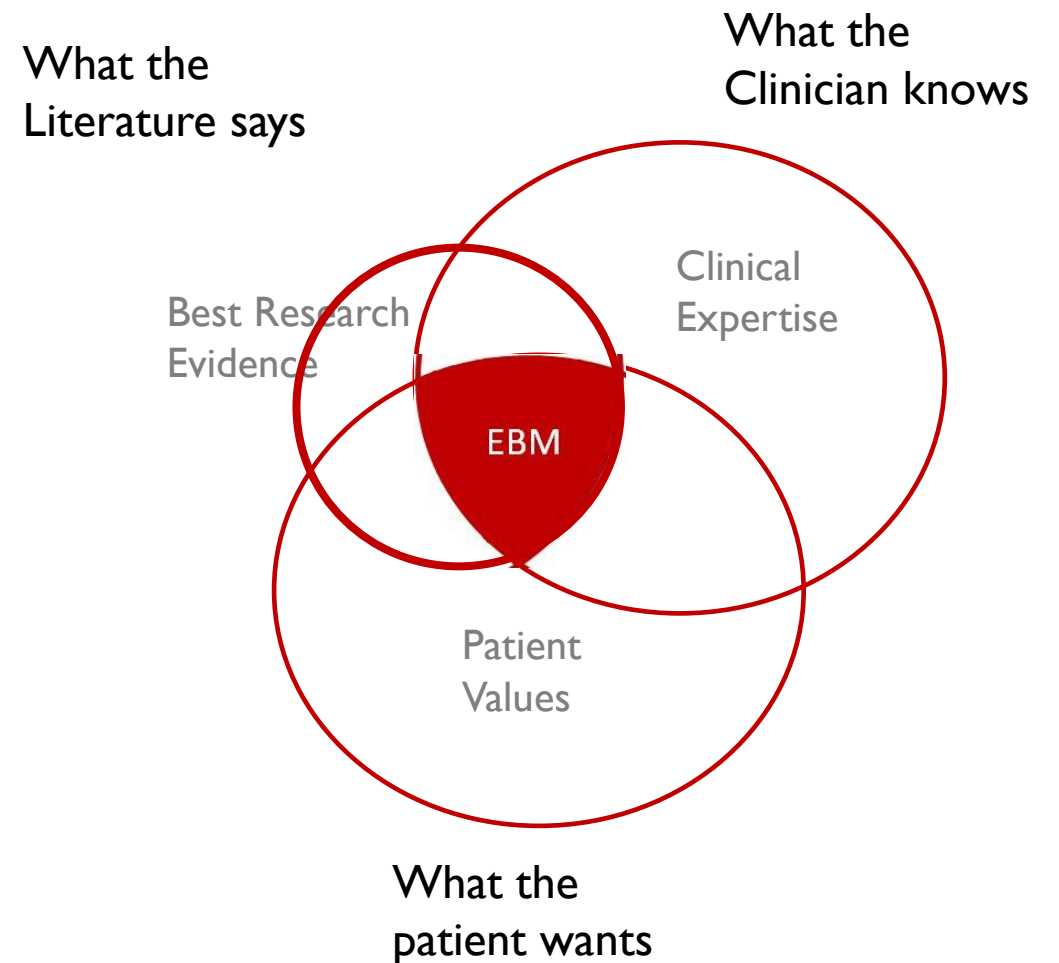 What the
Literature says
What the
Clinician knows
Best Research
Evidence
Clinical
Expertise
EBM
Patient
Values
What the
patient wants